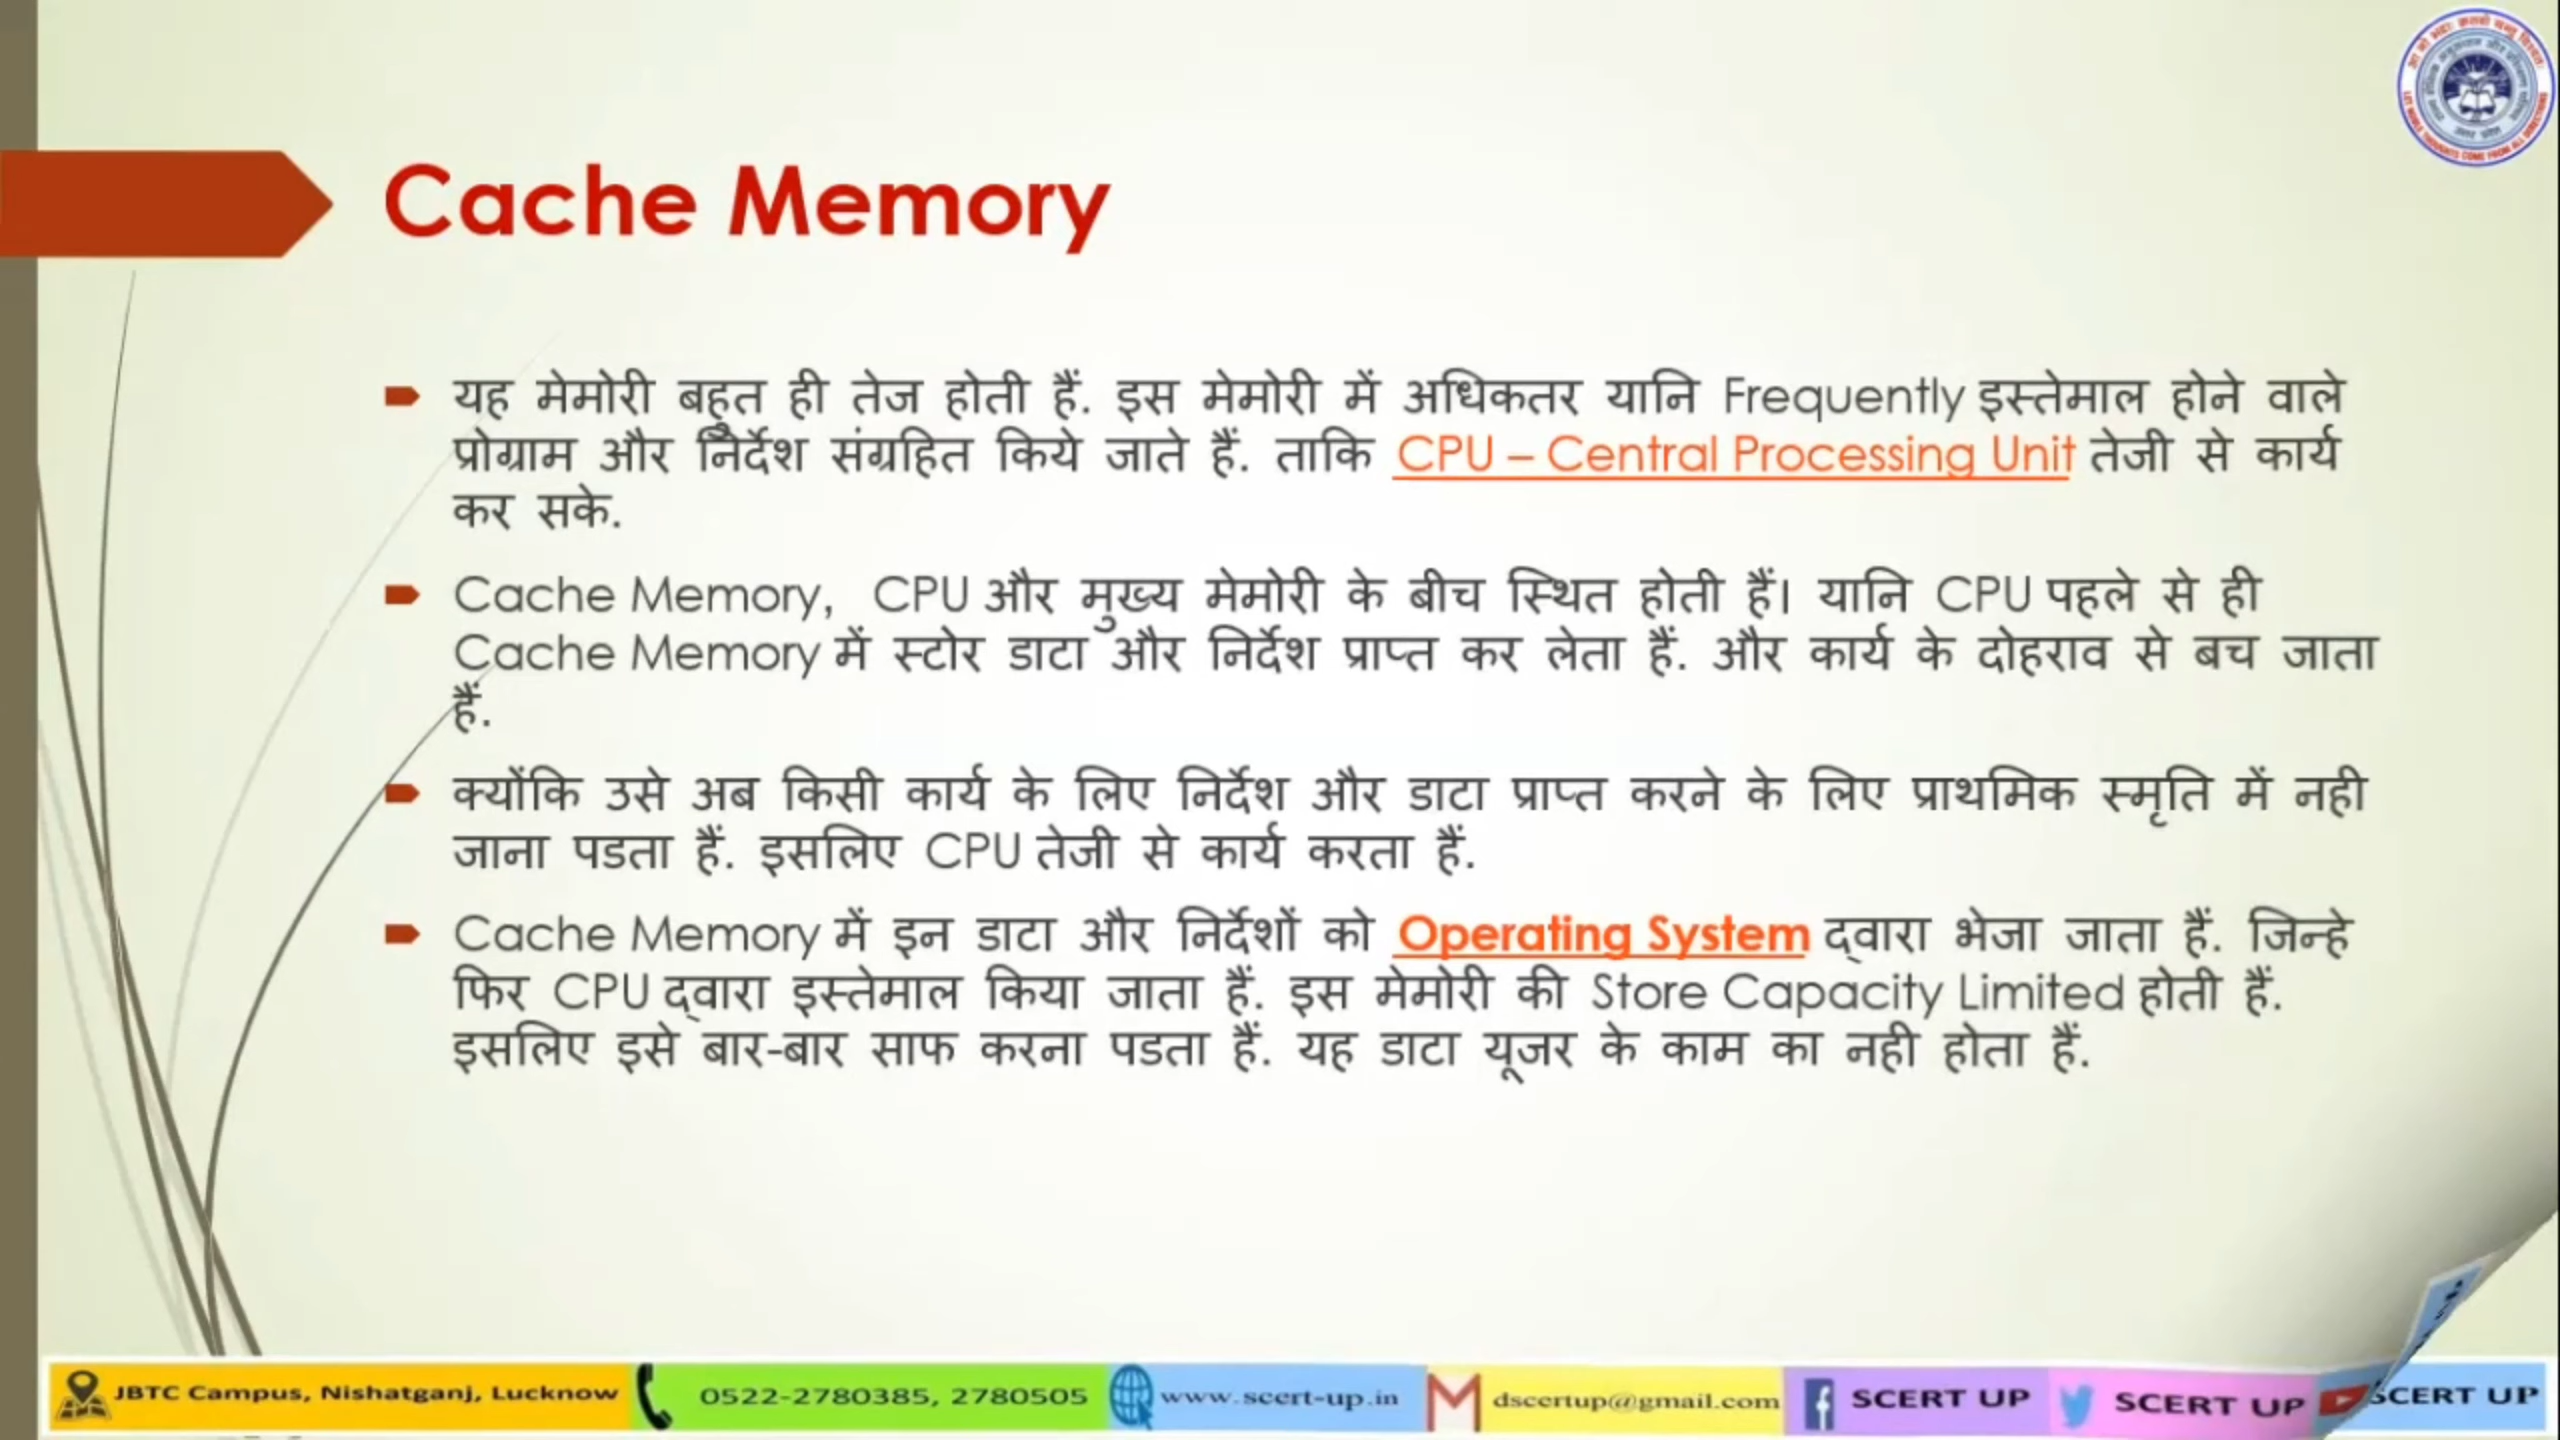 Cache Memory
यह मेमोरी बहुत ही तेज होती हैं. इस मेमोरी में अधिकतर यानि Frequently इस्तेमाल होने वाले
प्रोग्राम और निर्देश संग्रहित किये जाते हैं. ताकि CPU – Central Processing Unit तेजी से कार्य
कर सके.
Cache Memory, CPU और मुख्य मेमोरी के बीच स्थित होती हैं। यानि CPU पहले से ही
Cache Memory में स्टोर डाटा और निर्देश प्राप्त कर लेता हैं. और कार्य के दोहराव से बच जाता
हैं.
क्योंकि उसे अब किसी कार्य के लिए निर्देश और डाटा प्राप्त करने के लिए प्राथमिक स्मृति में नही
जाना पडता हैं. इसलिए CPU तेजी से कार्य करता हैं.
Cache Memory में इन डाटा और निर्देशों को Operating System द्वारा भेजा जाता हैं. जिन्हे
फिर CPU द्वारा इस्तेमाल किया जाता हैं. इस मेमोरी की Store Capacity Limited होती हैं.
इसलिए इसे बार-बार साफ करना पडता हैं. यह डाटा यूजर के काम का नही होता हैं.
JBTC Campus, Nishatganj, Lucknow 0522-2780385, 2780505 www.scert-up.in dscertup@gmail.com SCERT UP SCERT UP SCERT UP